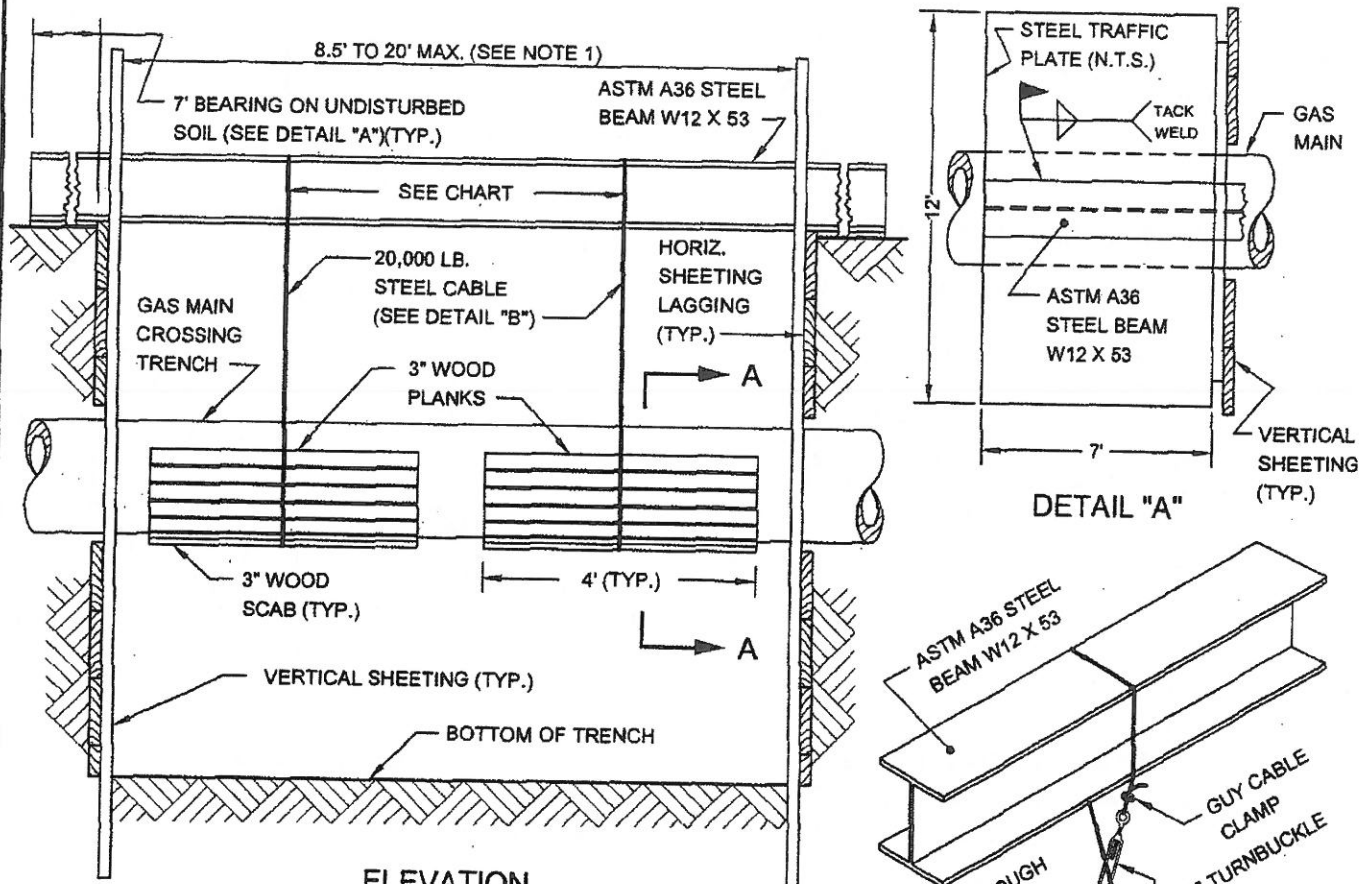 8.5' TO 20' MAX. (SEE NOTE 1)
7' BEARING ON UNDISTURBED
SOIL (SEE DETAIL "A")(TYP.)
ASTM A36 STEEL
BEAM W12 X 53
SEE CHART
20,000 LB.
STEEL CABLE
(SEE DETAIL "B")
HORIZ.
SHEETING
LAGGING
(TYP.)
GAS MAIN
CROSSING
TRENCH
3" WOOD
PLANKS
A
3" WOOD
SCAB (TYP.)
4' (TYP.)
A
VERTICAL SHEETING (TYP.)
BOTTOM OF TRENCH
ELEVATION
STEEL TRAFFIC
PLATE (N.T.S.)
TACK
WELD
GAS
MAIN
12'
ASTM A36
STEEL BEAM
W12 X 53
7'
VERTICAL
SHEETING
(TYP.)
DETAIL "A"
ASTM A36 STEEL
BEAM W12 X 53
GUY CABLE
CLAMP
TURNBUCKLE